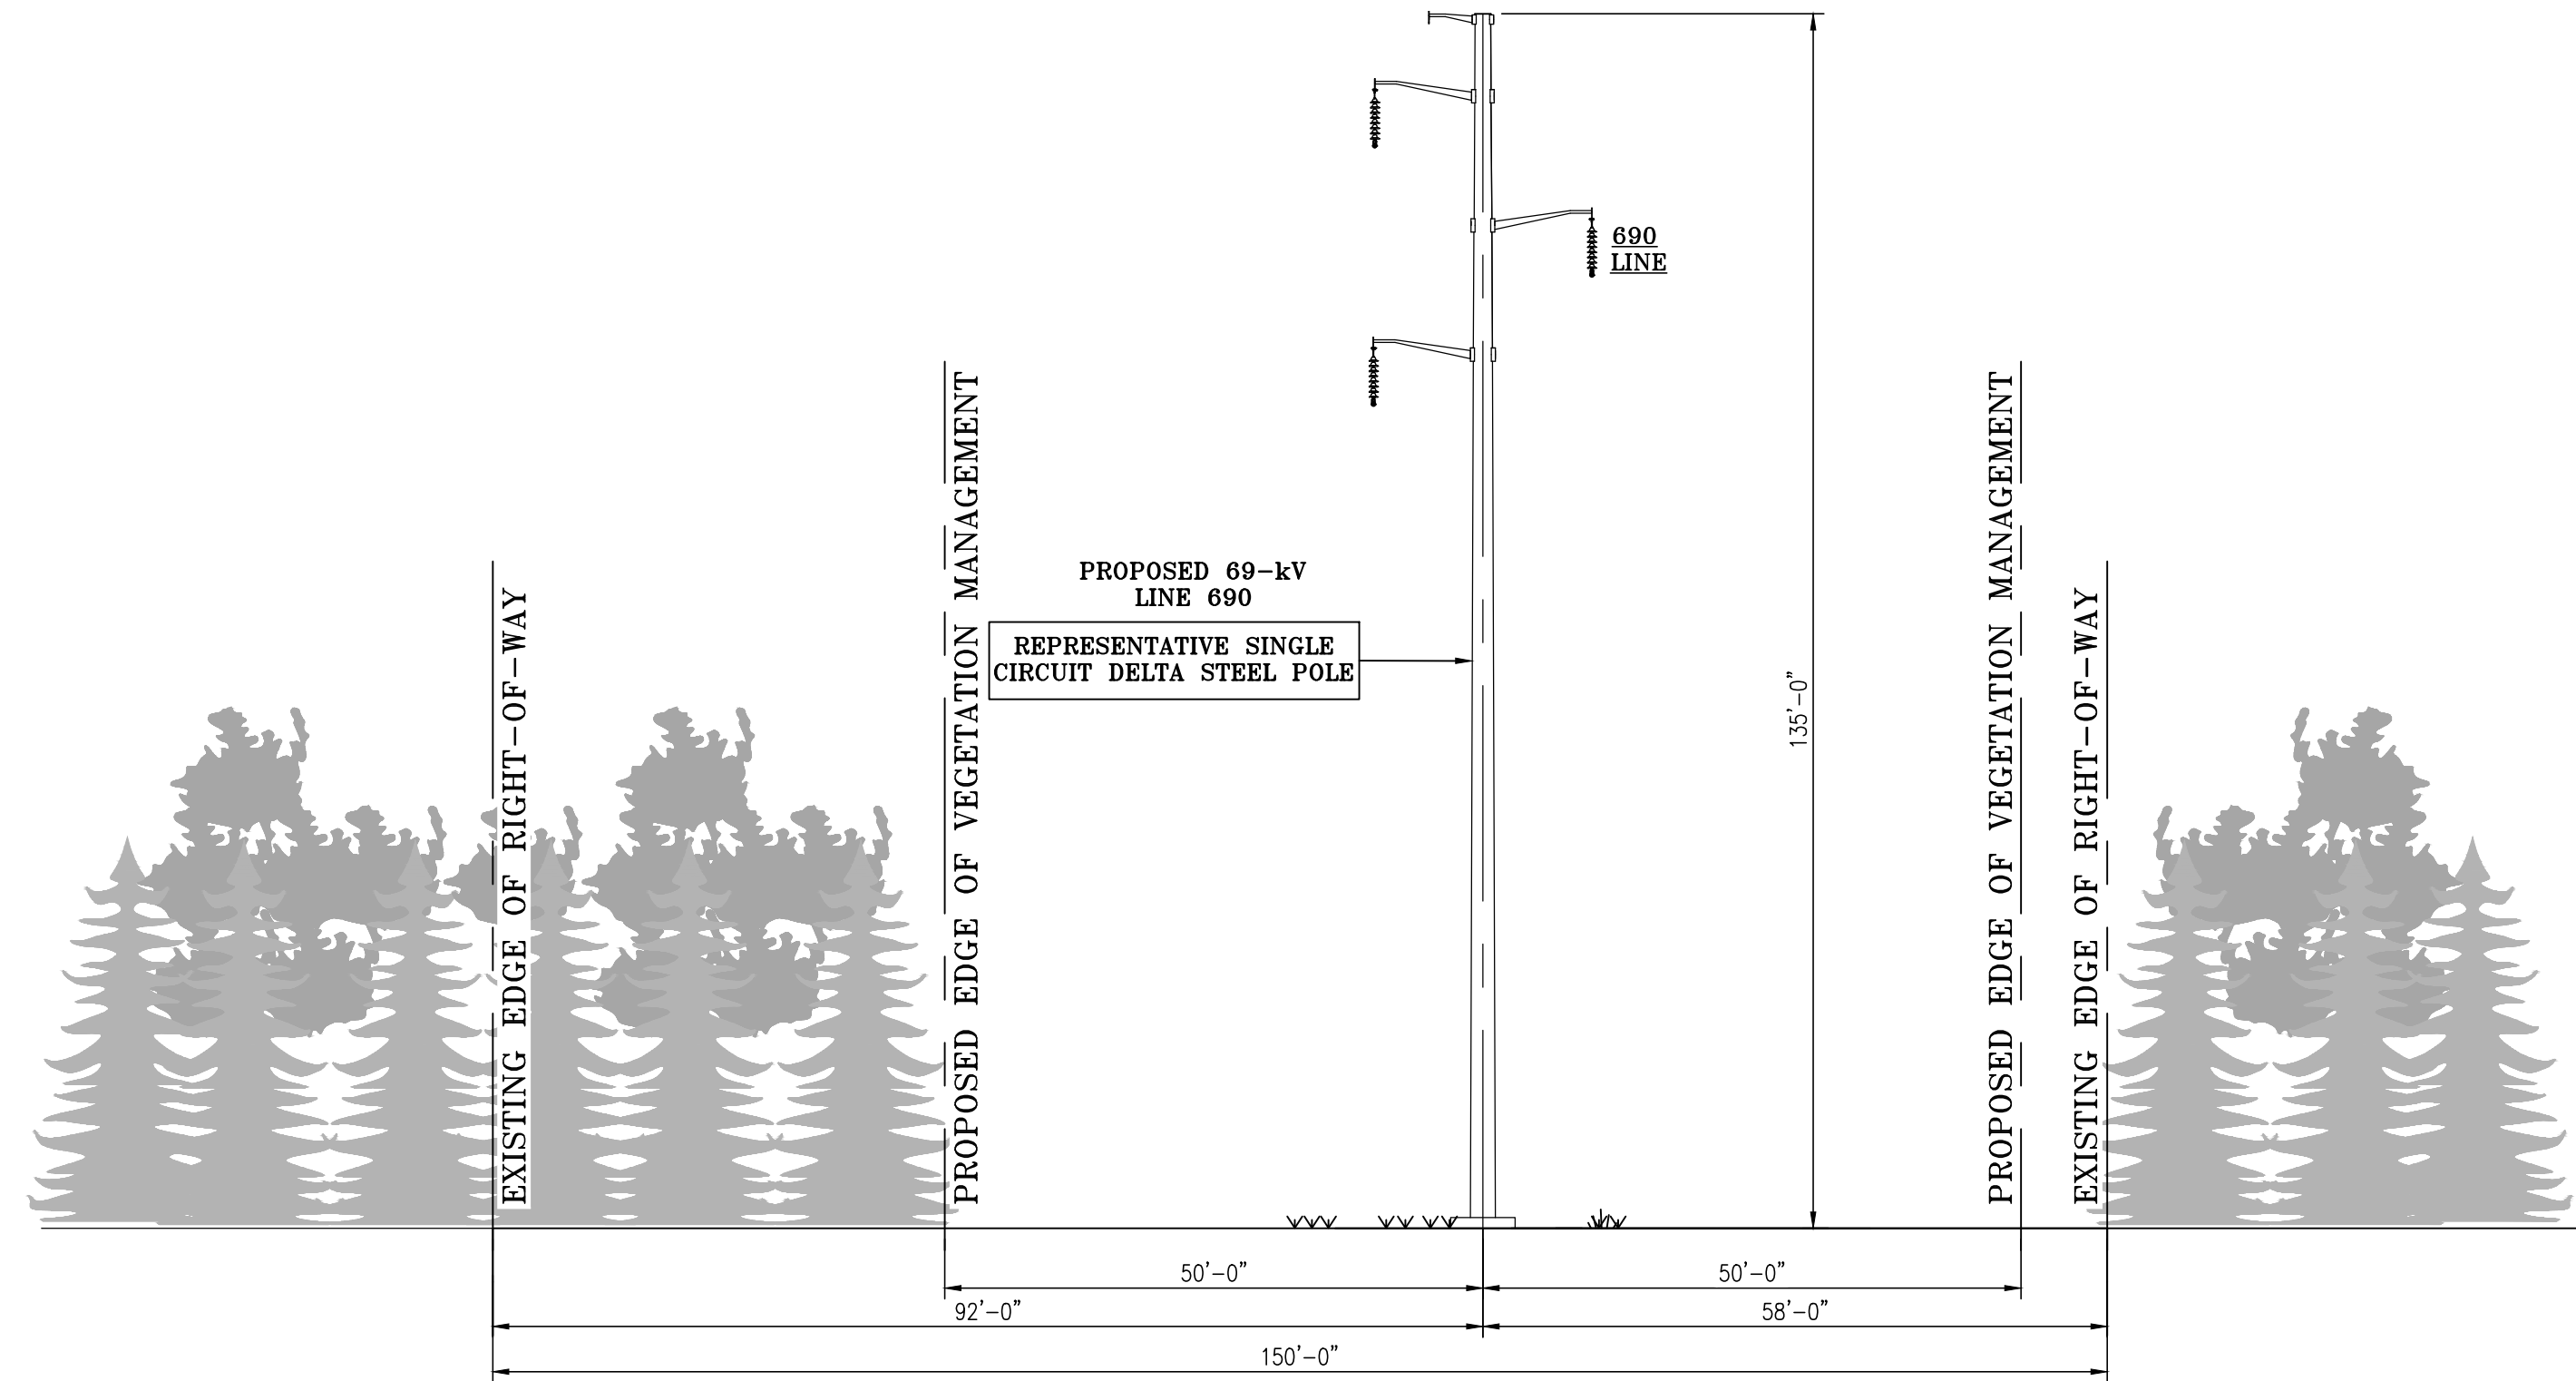 690
LINE
PROPOSED 69-kV
LINE 690
REPRESENTATIVE SINGLE
CIRCUIT DELTA STEEL POLE
EXISTING EDGE OF RIGHT-OF-WAY
PROPOSED EDGE OF VEGETATION MANAGEMENT
135'-0"
PROPOSED EDGE OF VEGETATION MANAGEMENT
EXISTING EDGE OF RIGHT-OF-WAY
50'-0"
50'-0"
92'-0"
58'-0"
150'-0"